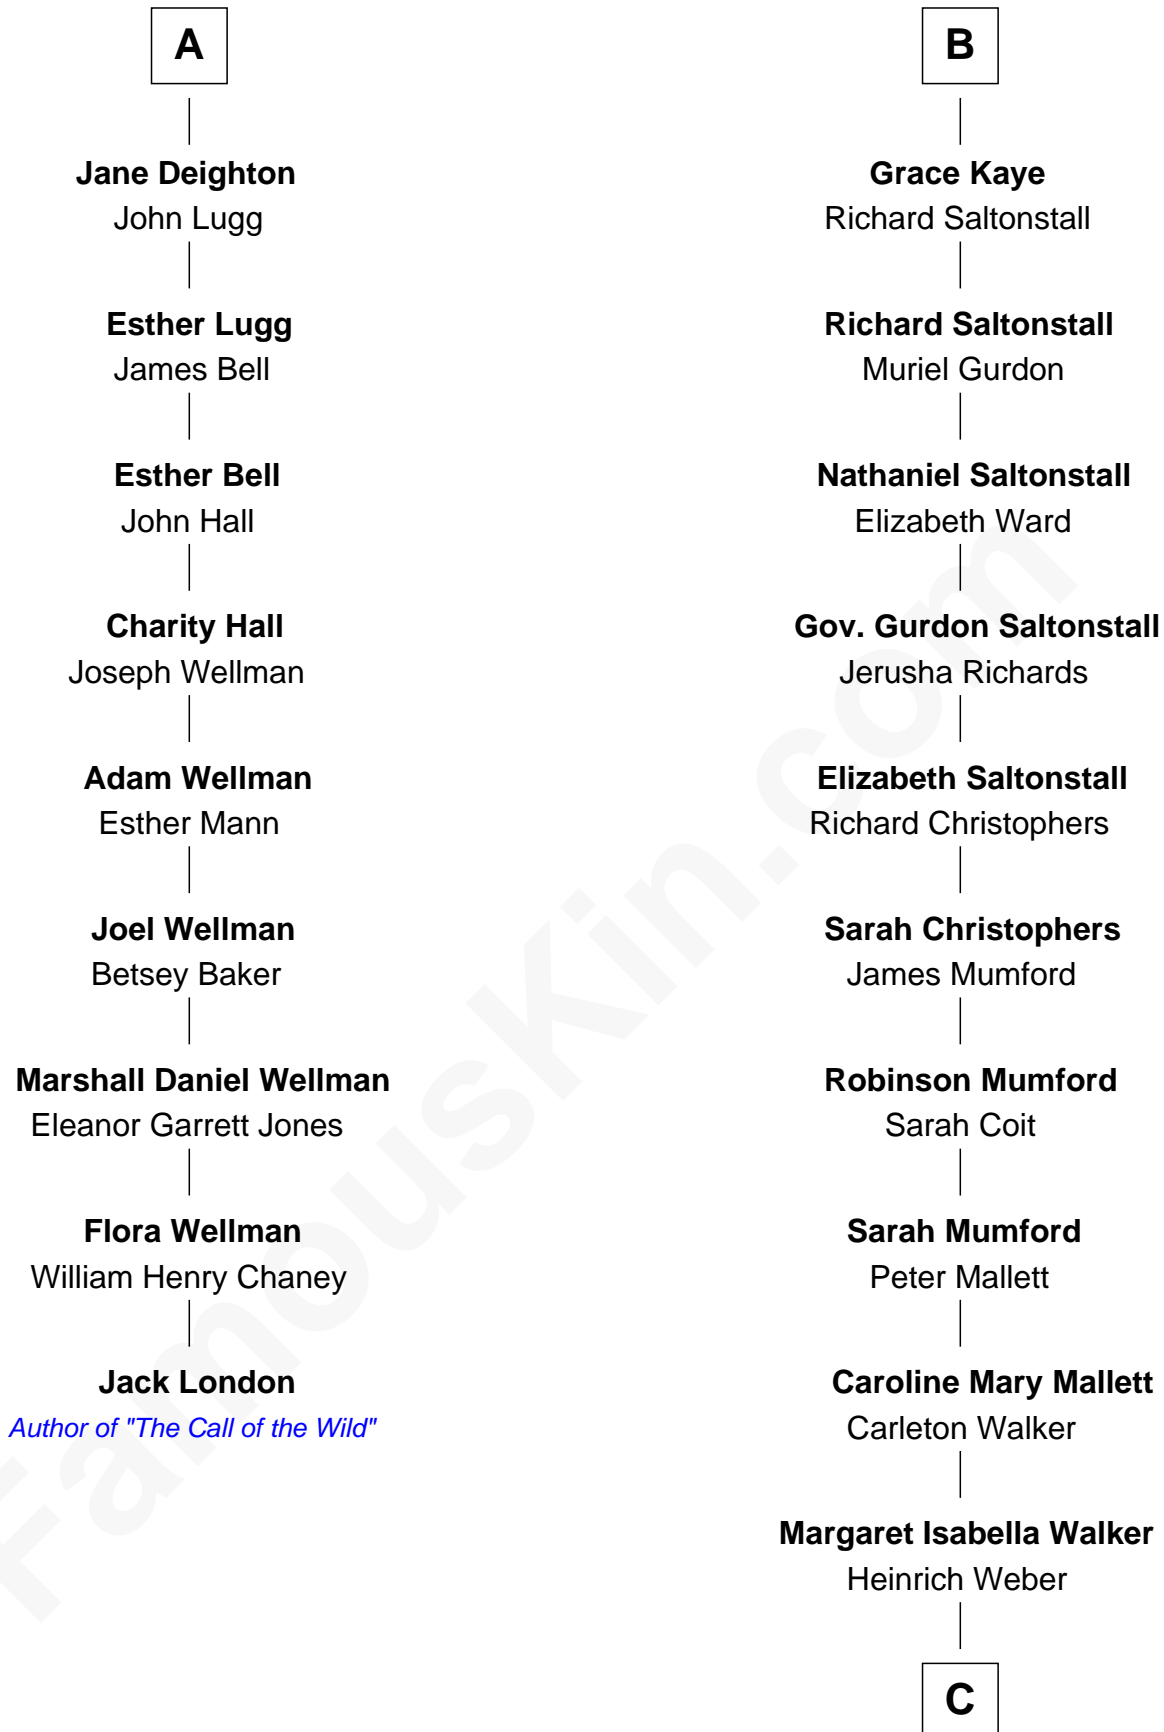 A
Jane Deighton
John Lugg
Esther Lugg
James Bell
Esther Bell
John Hall
Charity Hall
Joseph Wellman
Adam Wellman
Esther Mann
Joel Wellman
Betsey Baker
Marshall Daniel Wellman
Eleanor Garrett Jones
Flora Wellman
William Henry Chaney
Jack London
Author of "The Call of the Wild"
B
Grace Kaye
Richard Saltonstall
Richard Saltonstall
Muriel Gurdon
Nathaniel Saltonstall
Elizabeth Ward
Gov. Gurdon Saltonstall
Jerusha Richards
Elizabeth Saltonstall
Richard Christophers
Sarah Christophers
James Mumford
Robinson Mumford
Sarah Coit
Sarah Mumford
Peter Mallett
Caroline Mary Mallett
Carleton Walker
Margaret Isabella Walker
Heinrich Weber
C
FamousKin.com